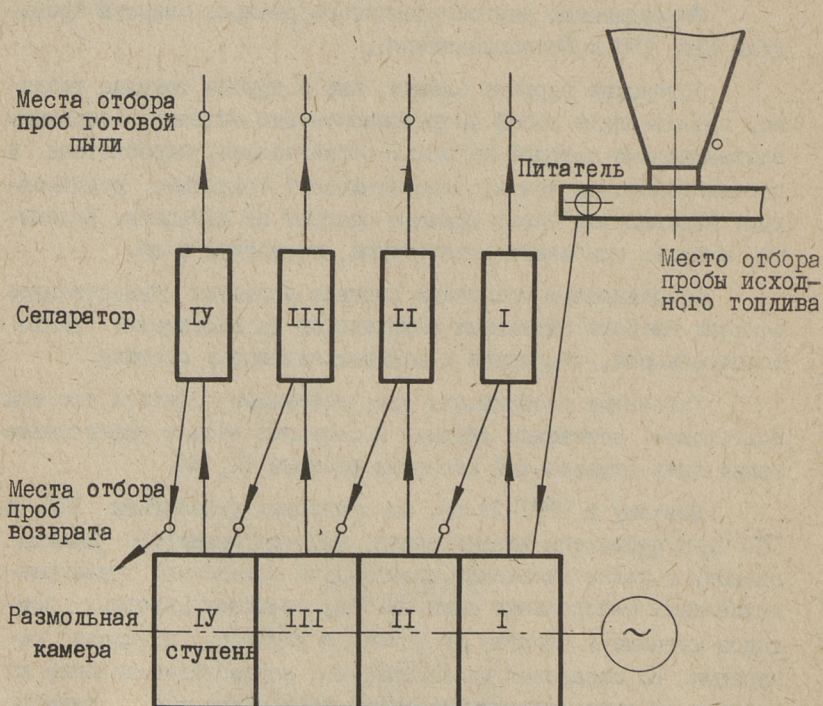 Места отбора
проб готовой
пыли
Питатель
Место отбора
пробы исход-
ного топлива
Сепаратор
IУ
III
II
I
Места отбора
проб
возврата
Размольная
камера
IУ
ступень
III
II
I
~